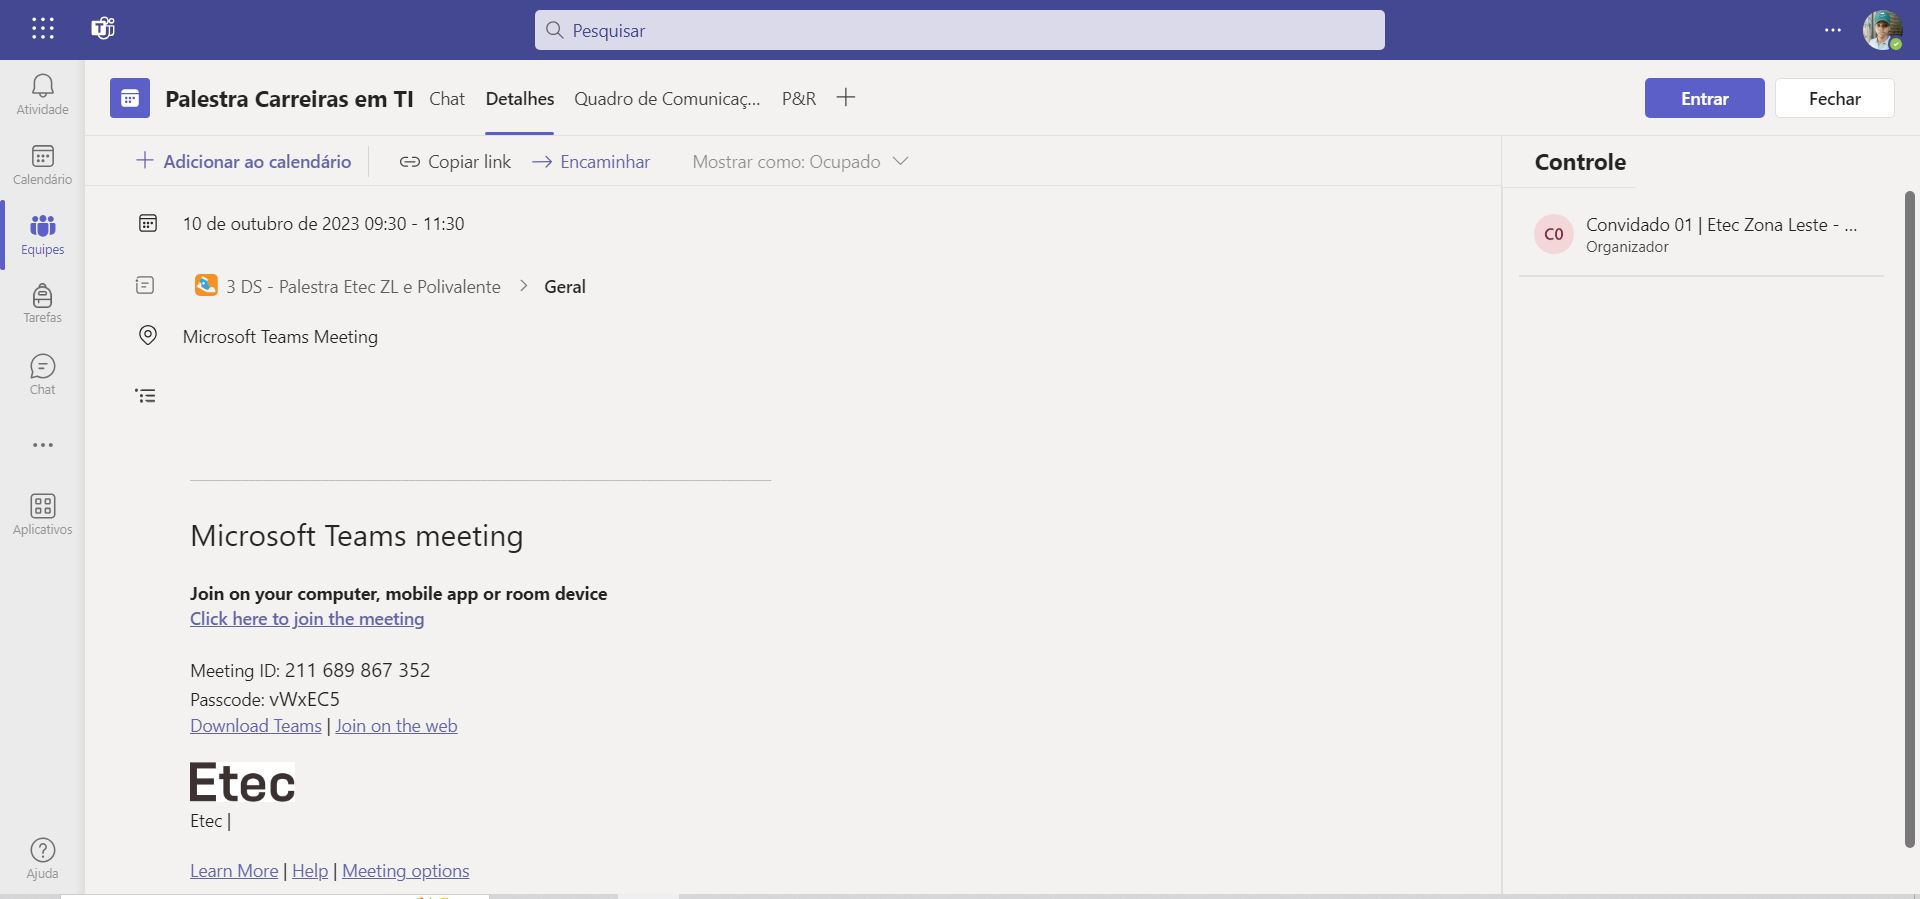 Pesquisar
Atividade
Calendário
Equipes
Tarefas
Chat
Aplicativos
Ajuda
Palestra Carreiras em TI Chat Detalhes Quadro de Comunicaç... P&R
Entrar Fechar
Adicionar ao calendário Copiar link Encaminhar Mostrar como: Ocupado
10 de outubro de 2023 09:30 - 11:30
3 DS - Palestra Etec ZL e Polivalente > Geral
Microsoft Teams Meeting
Microsoft Teams meeting
Join on your computer, mobile app or room device
Click here to join the meeting
Meeting ID: 211 689 867 352
Passcode: vWxEC5
Download Teams | Join on the web
Etec
Etec |
Learn More | Help | Meeting options
Controle
C0
Convidado 01 | Etec Zona Leste - ...
Organizador